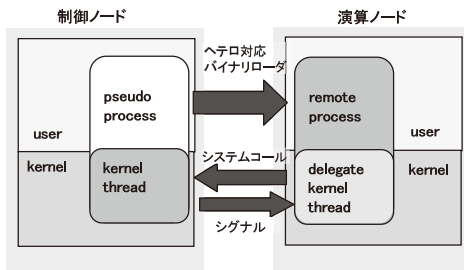 制御ノード
演算ノード
ヘテロ対応
バイナリローダ
pseudo
process
remote
process
user
user
kernel
kernel
thread
システムコール
delegate
kernel
thread
kernel
シグナル